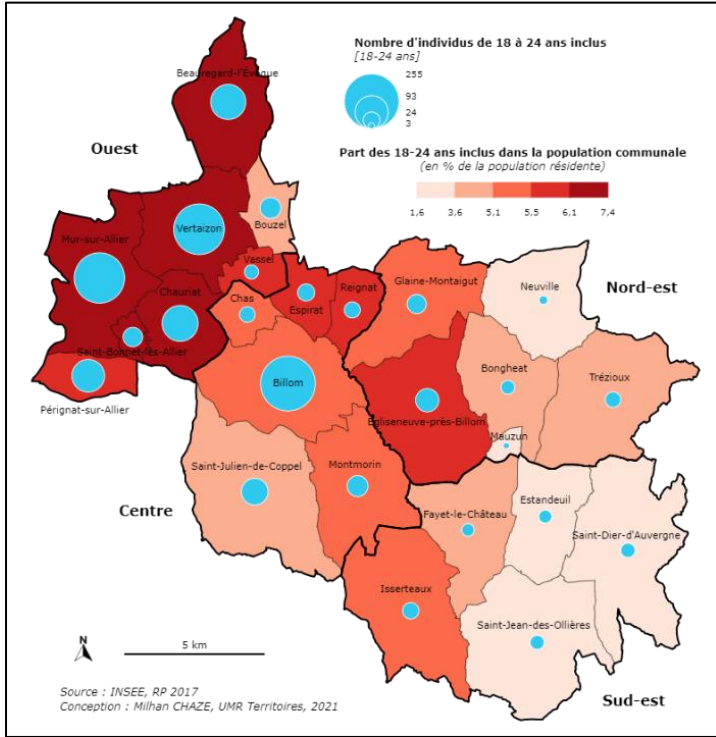 Nombre d'individus de 18 à 24 ans inclus
[18-24 ans]
255
93
24
3
Part des 18-24 ans inclus dans la population communale
(en % de la population résidente)
1,6
3,6
5,1
5,5
6,1
7,4
Ouest
Beauregard-l'Évêque
Bouzel
Vertaizon
Mur-sur-Allier
Vassel
Chauriat
Chas
Espirat
Reignat
Glaine-Montaigut
Neuville
Nord-est
Saint-Bonnet-lès-Allier
Pérignat-sur-Allier
Billom
Égliseneuve-près-Billom
Bongheat
Trézioux
Mauzun
Saint-Julien-de-Coppel
Montmorin
Centre
Fayet-le-Château
Estandeuil
Saint-Dier-d'Auvergne
Isserteaux
Saint-Jean-des-Ollières
Sud-est
N
5 km
Source : INSEE, RP 2017
Conception : Milhan CHAZE, UMR Territoires, 2021